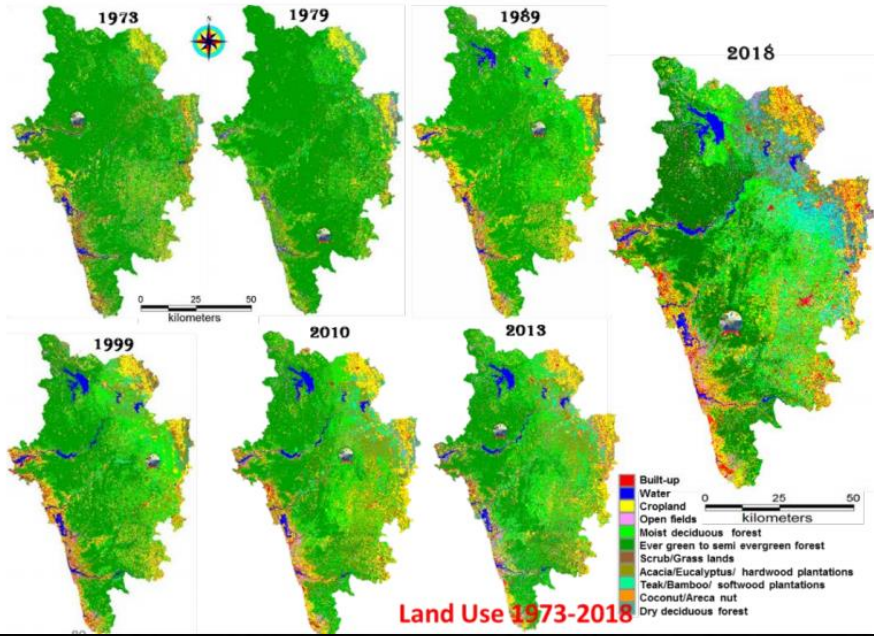 1973
N
1979
1989
2018
0 25 50
kilometers
1999
2010
2013
Built-up
Water
Cropland
Open fields
Moist deciduous forest
Ever green to semi evergreen forest
Scrub/Grass lands
Acacia/Eucalyptus/ hardwood plantations
Teak/Bamboo/ softwood plantations
Coconut/Areca nut
Dry deciduous forest
0 25 50
kilometers
Land Use 1973-2018